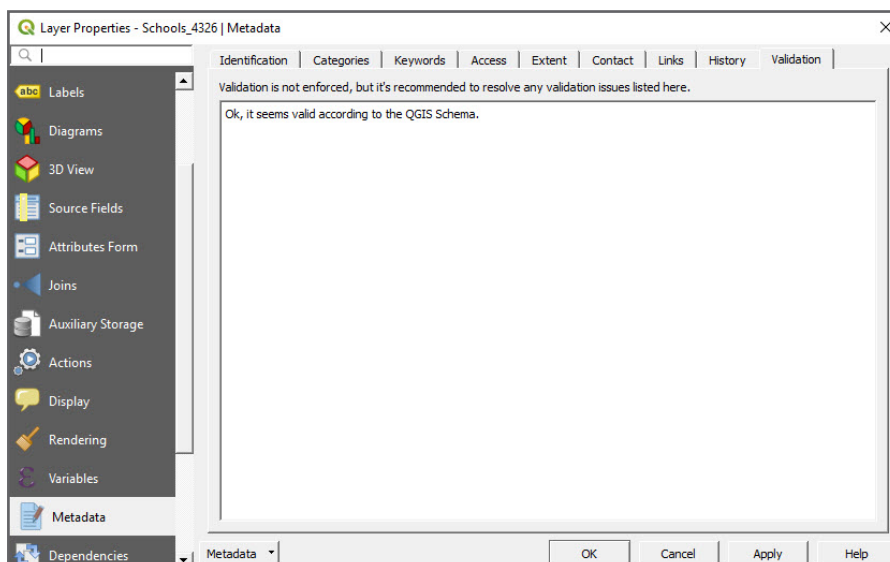 Layer Properties - Schools_4326 | Metadata
Identification Categories Keywords Access Extent Contact Links History Validation
Validation is not enforced, but it's recommended to resolve any validation issues listed here.
Ok, it seems valid according to the QGIS Schema.
abc Labels
Diagrams
3D View
Source Fields
Attributes Form
Joins
Auxiliary Storage
Actions
Display
Rendering
ε Variables
Metadata
Dependencies
Metadata OK Cancel Apply Help